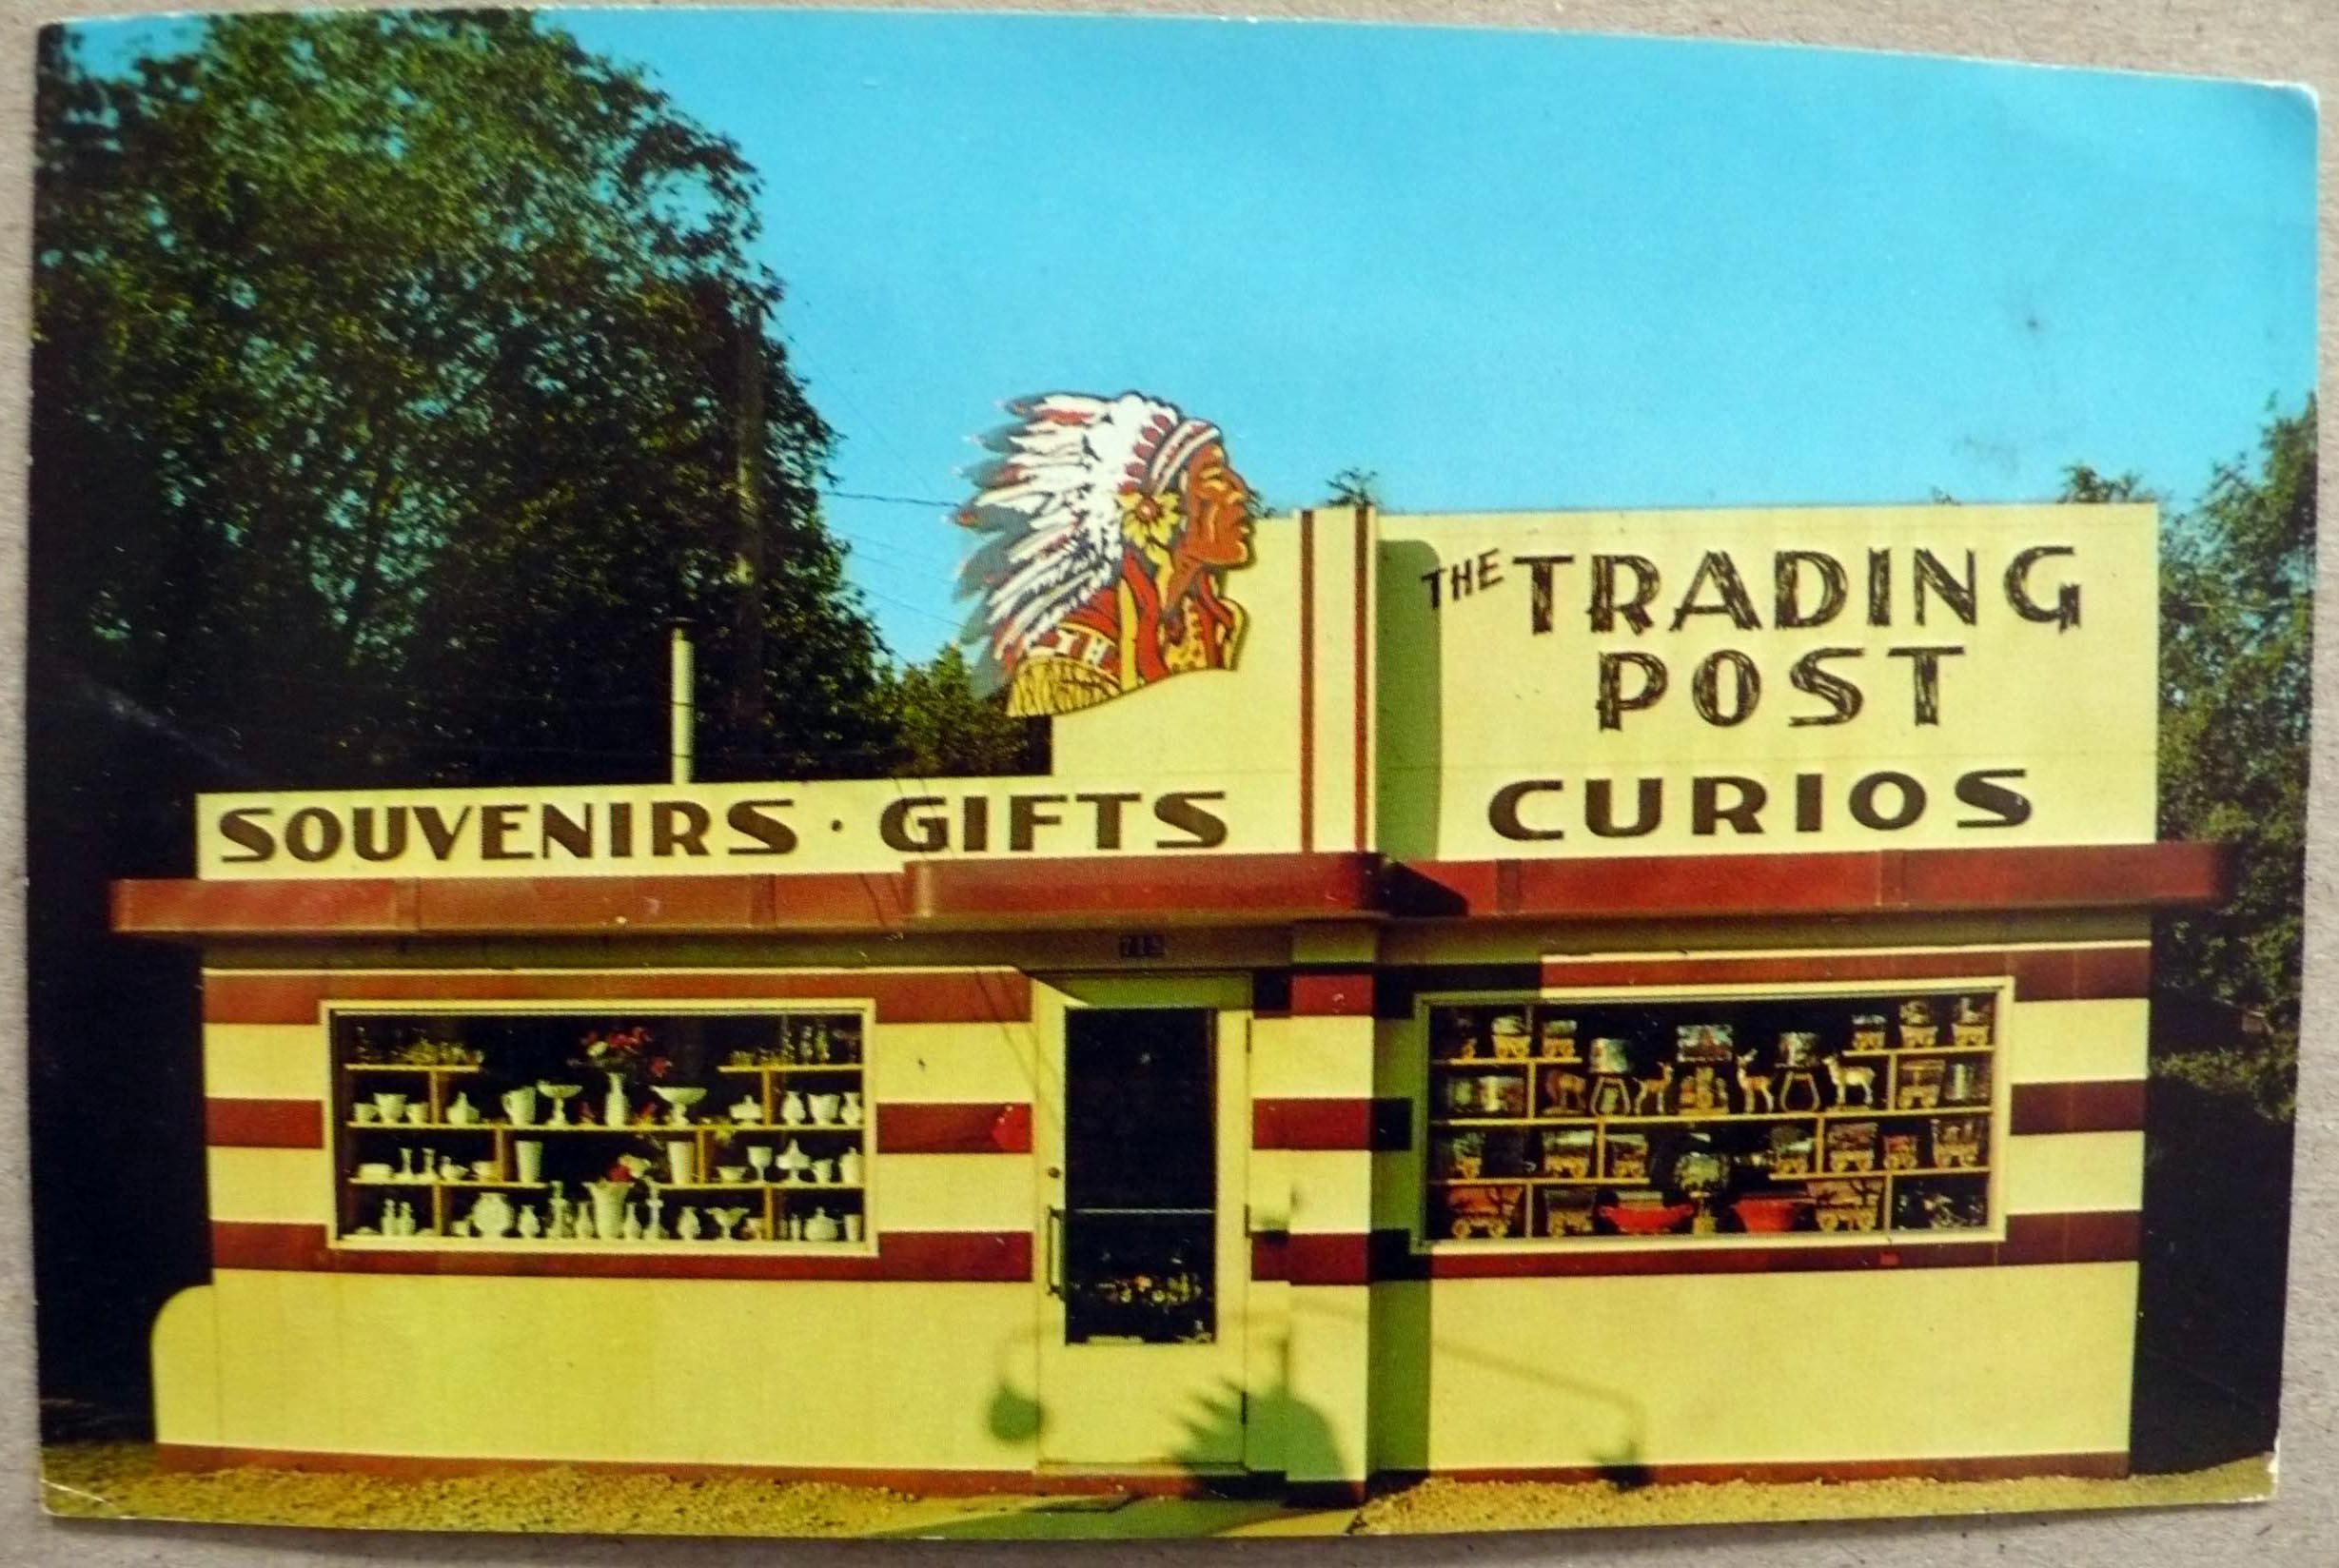 THE TRADING
POST
CURIOS
SOUVENIRS · GIFTS